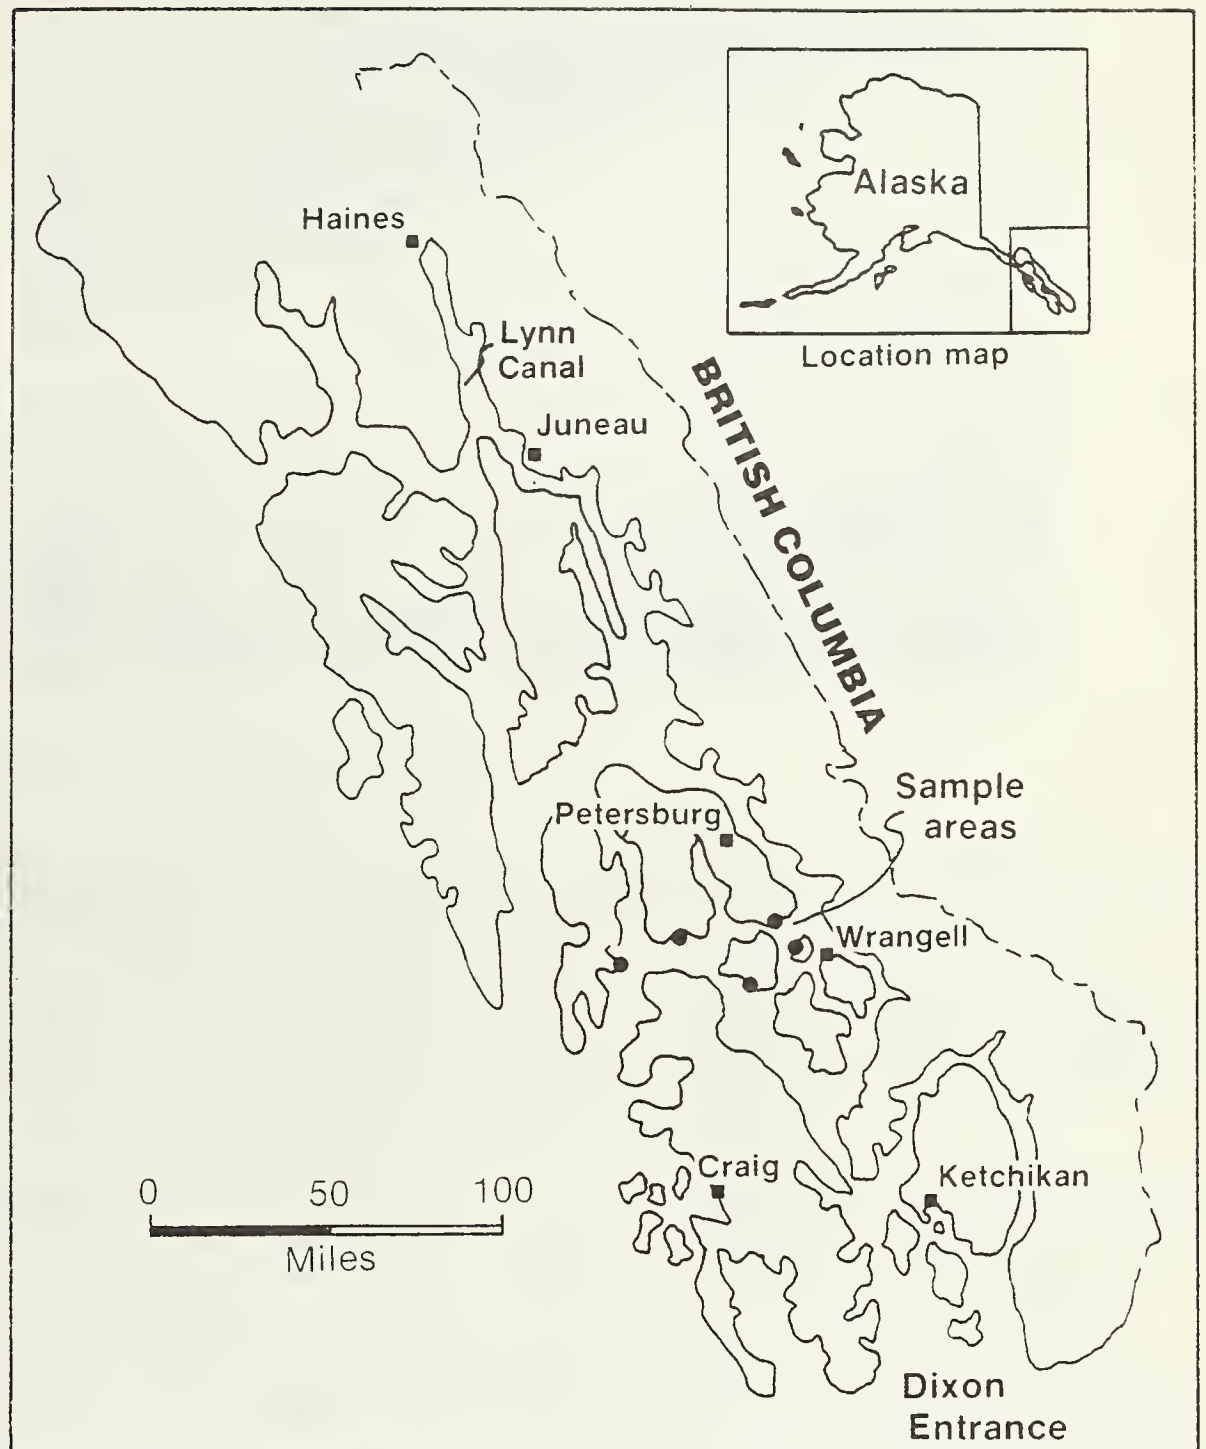 Alaska
Location map
Haines
Lynn
Canal
Juneau
BRITISH COLUMBIA
Sample
areas
Petersburg
Wrangell
Craig
Ketchikan
0 50 100
Miles
Dixon
Entrance